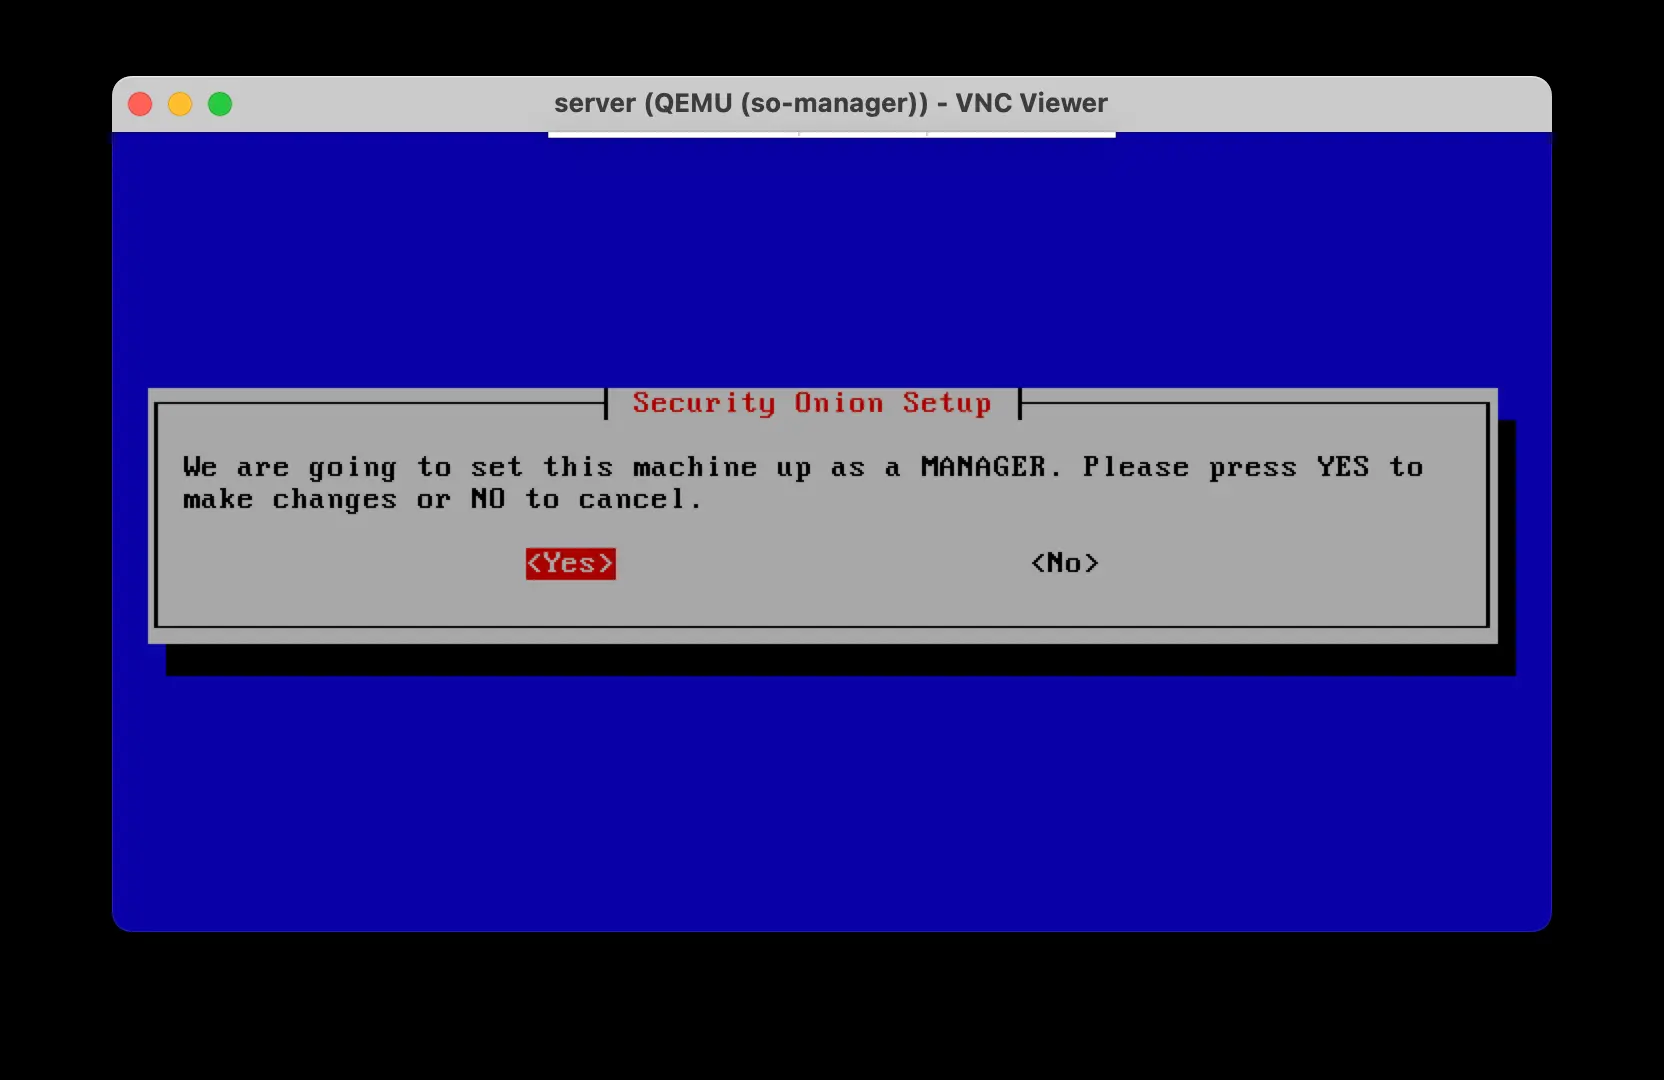 server (QEMU (so-manager)) - VNC Viewer
Security Onion Setup
We are going to set this machine up as a MANAGER. Please press YES to
make changes or NO to cancel.
<Yes> <No>